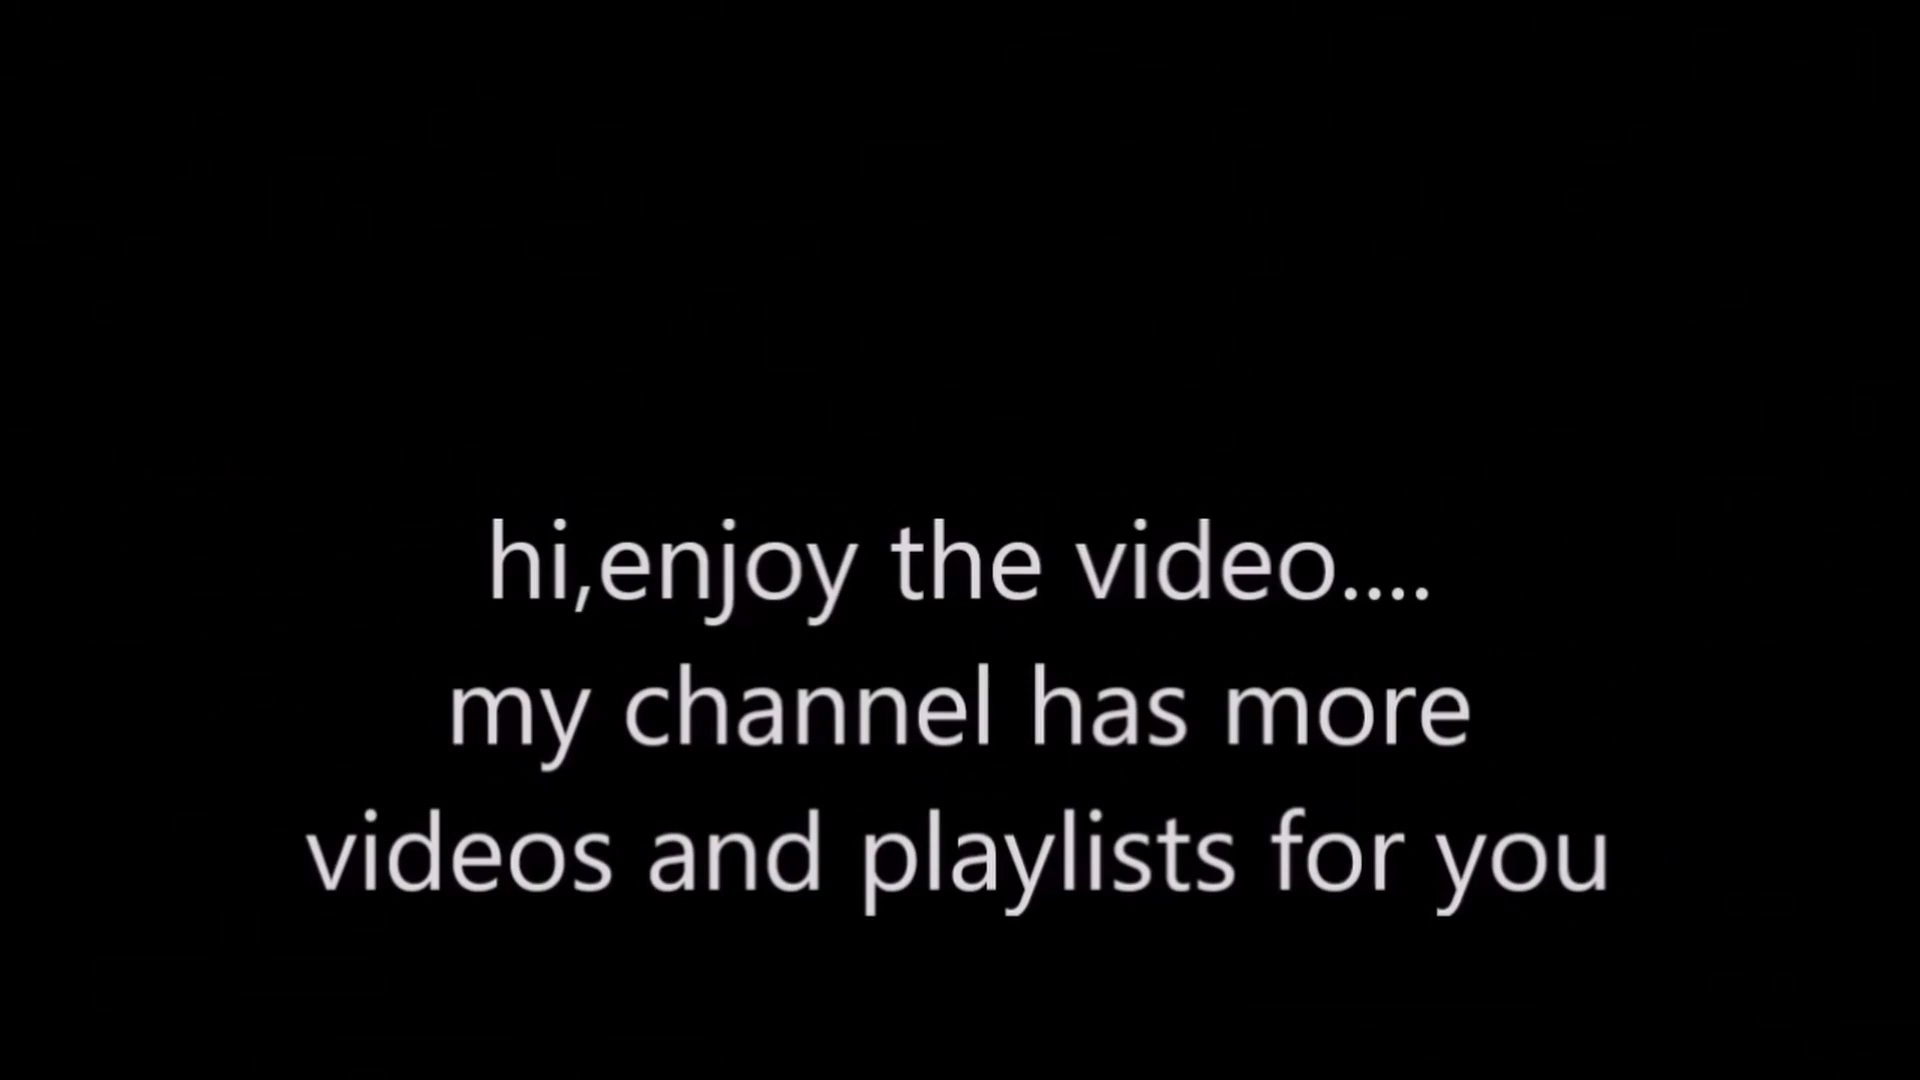 hi,enjoy the video....
my channel has more
videos and playlists for you